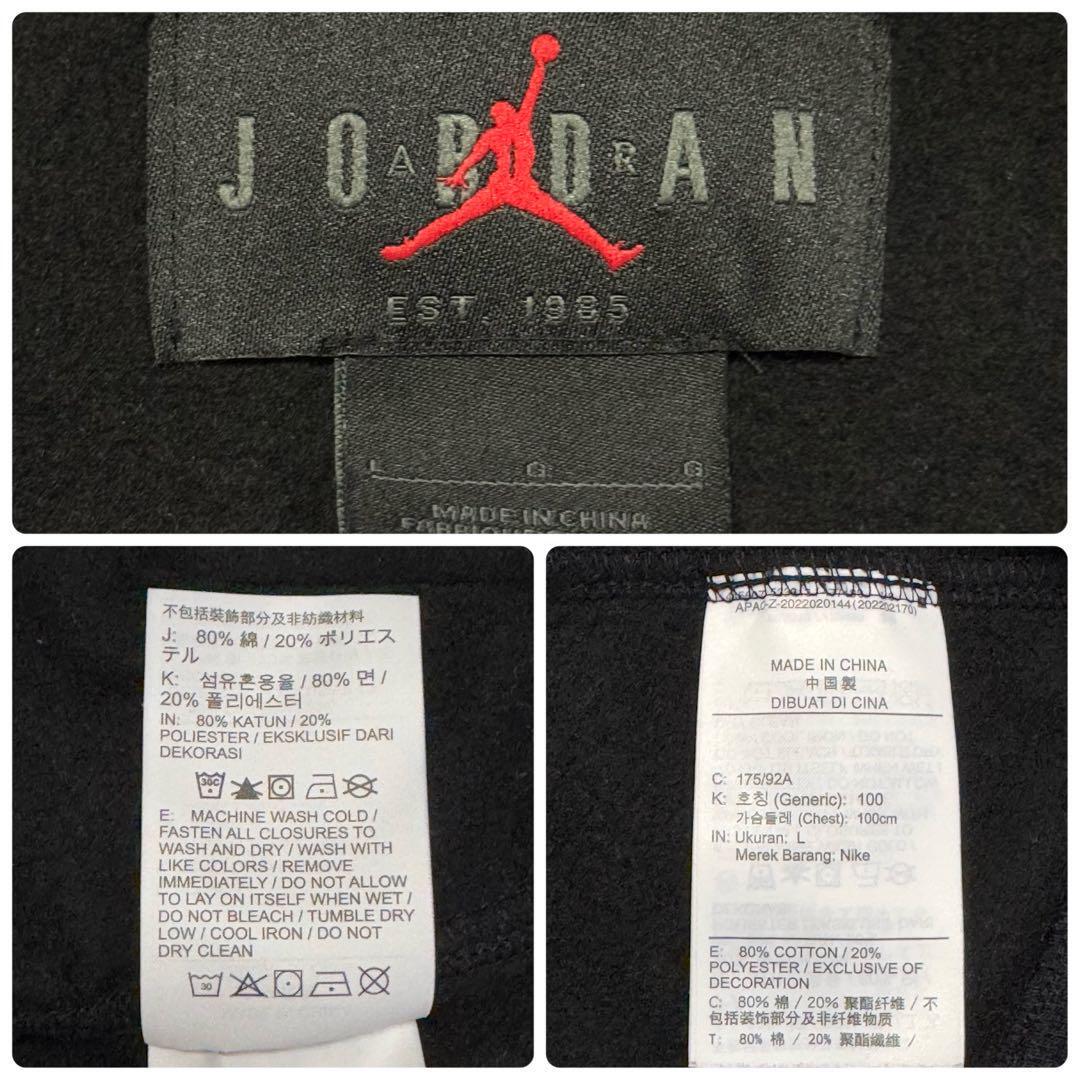 JORDAN
AIR
EST. 1985
L G G
MADE IN CHINA
不包括裝飾部分及非紡織材料
J: 80% 綿 / 20% ポリエス
テル
K: 섬유혼용율 / 80% 면 /
20% 폴리에스터
IN: 80% KATUN / 20%
POLIESTER / EKSKLUSIF DARI
DEKORASI
30C
E: MACHINE WASH COLD /
FASTEN ALL CLOSURES TO
WASH AND DRY / WASH WITH
LIKE COLORS / REMOVE
IMMEDIATELY / DO NOT ALLOW
TO LAY ON ITSELF WHEN WET /
DO NOT BLEACH / TUMBLE DRY
LOW / COOL IRON / DO NOT
DRY CLEAN
30
MADE IN CHINA
中国製
DIBUAT DI CINA
C: 175/92A
K: 호칭 (Generic): 100
가슴둘레 (Chest): 100cm
IN: Ukuran: L
Merek Barang: Nike
E: 80% COTTON / 20%
POLYESTER / EXCLUSIVE OF
DECORATION
C: 80% 棉 / 20% 聚酯纤维 / 不
包括装饰部分及非纤维物质
T: 80% 棉 / 20% 聚酯纖維 /